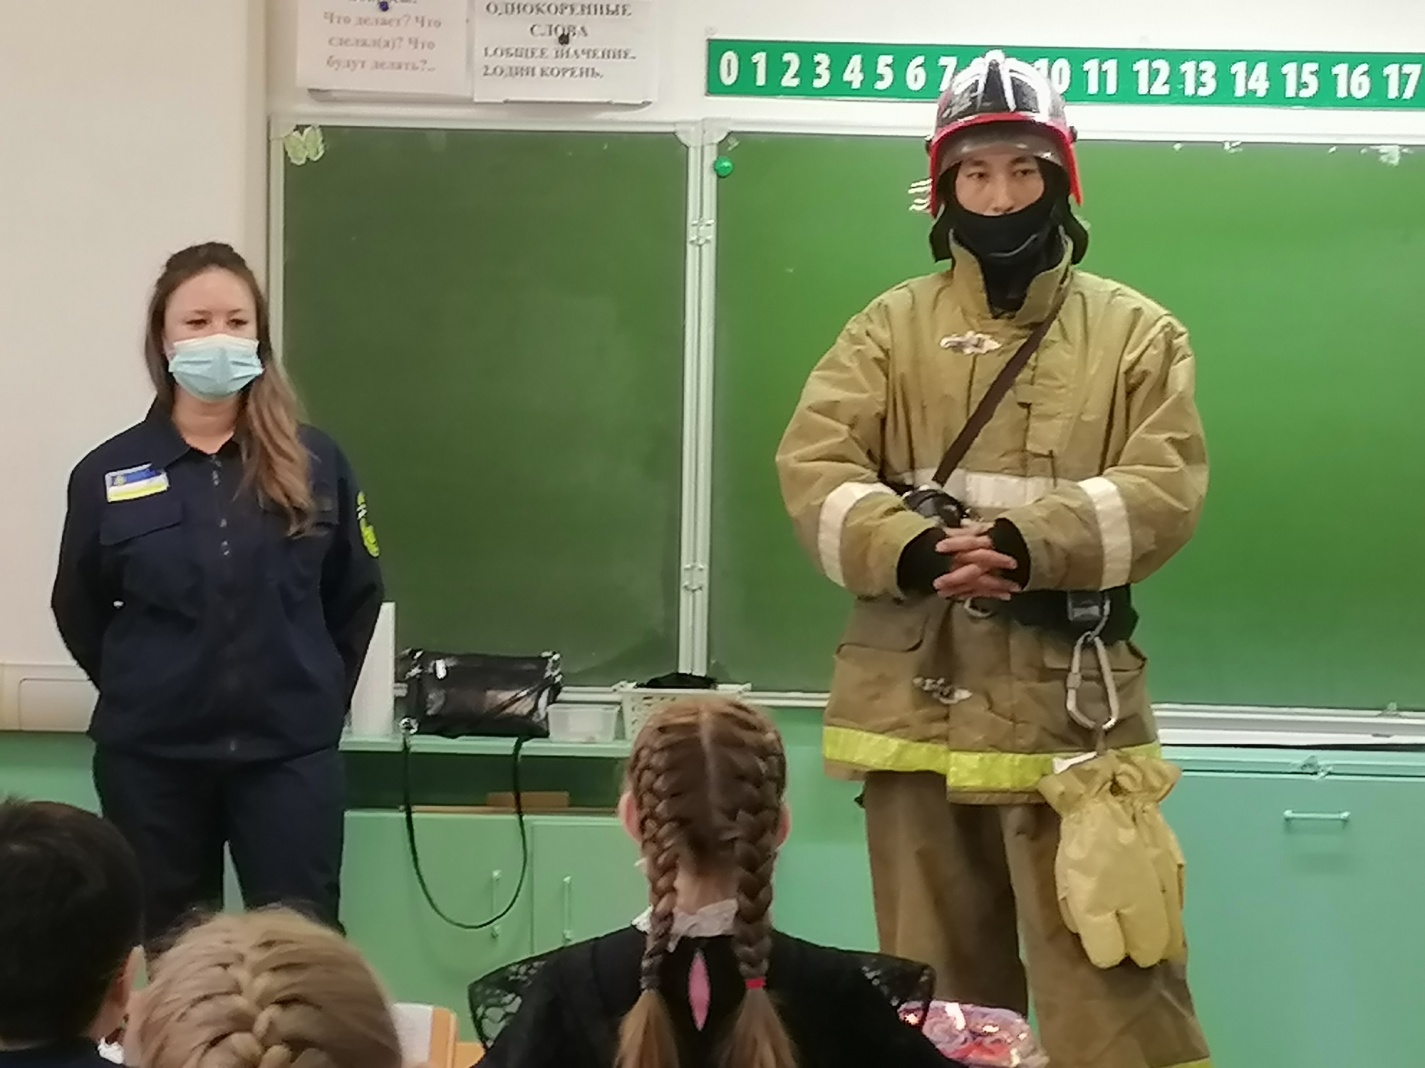 Что делает? Что
сделал(а)? Что
будут делать?..
ОДНОКОРЕННЫЕ
СЛОВА
1.ОБЩЕЕ ЗНАЧЕНИЕ.
2.ОДИН КОРЕНЬ.
0 1 2 3 4 5 6 7 10 11 12 13 14 15 16 17